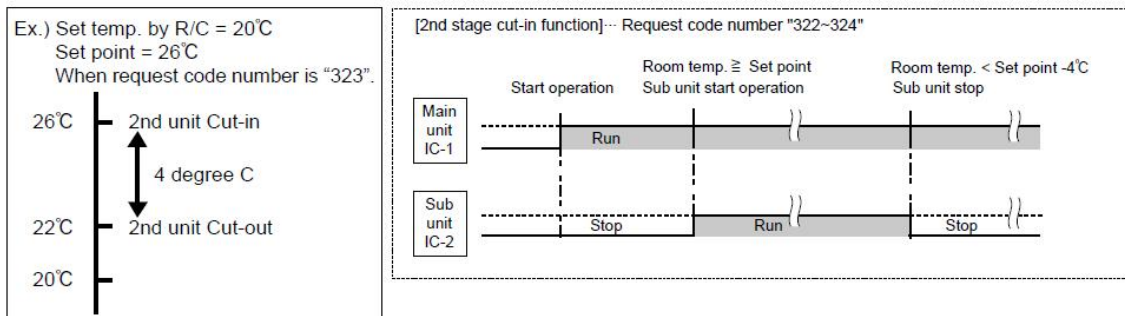 Ex.) Set temp. by R/C = 20℃
Set point = 26℃
When request code number is “323”.
26℃
2nd unit Cut-in
4 degree C
22℃
2nd unit Cut-out
20℃
[2nd stage cut-in function]··· Request code number "322~324"
Start operation
Room temp. ≧ Set point
Sub unit start operation
Room temp. < Set point -4℃
Sub unit stop
Main
unit
IC-1
Run
Sub
unit
IC-2
Stop
Run
Stop